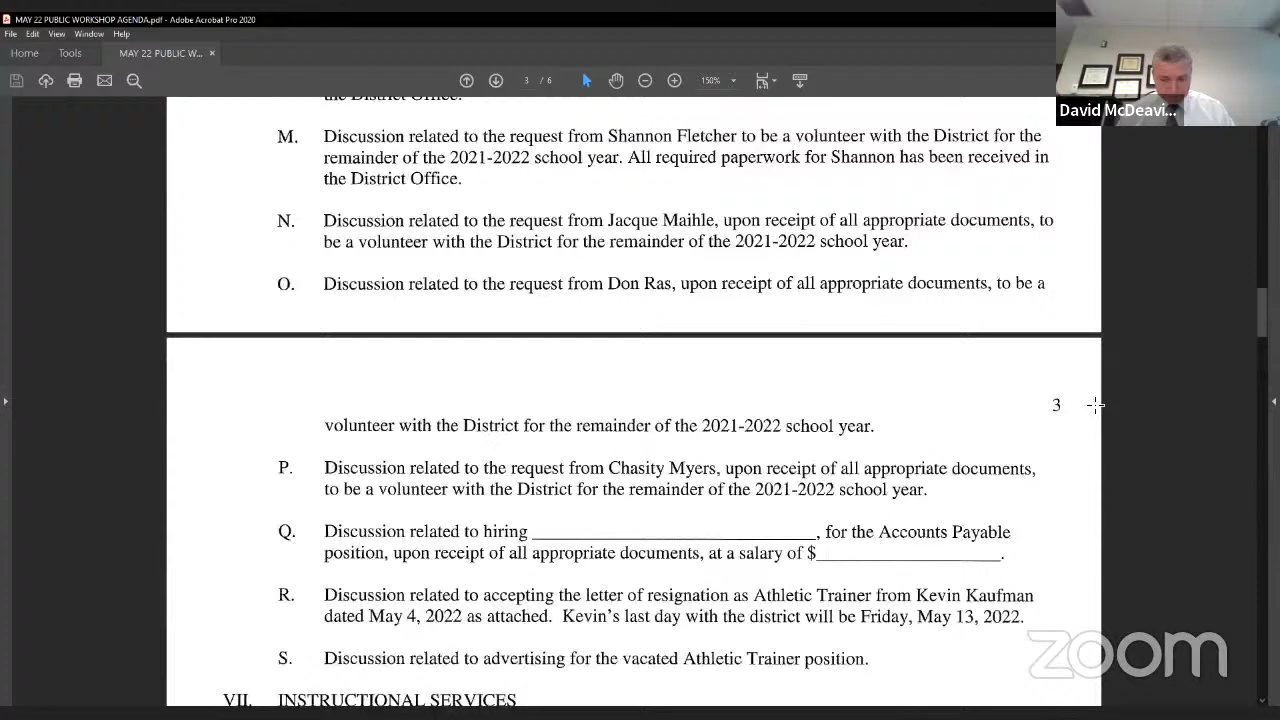 MAY 22 PUBLIC WORKSHOP AGENDA.pdf - Adobe Acrobat Pro 2020
File Edit View Window Help
Home Tools MAY 22 PUBLIC W... ×
3 / 6 150%
David McDeavi...
the District Office.
M. Discussion related to the request from Shannon Fletcher to be a volunteer with the District for the
remainder of the 2021-2022 school year. All required paperwork for Shannon has been received in
the District Office.
N. Discussion related to the request from Jacque Maihle, upon receipt of all appropriate documents, to
be a volunteer with the District for the remainder of the 2021-2022 school year.
O. Discussion related to the request from Don Ras, upon receipt of all appropriate documents, to be a
3
volunteer with the District for the remainder of the 2021-2022 school year.
P. Discussion related to the request from Chasity Myers, upon receipt of all appropriate documents,
to be a volunteer with the District for the remainder of the 2021-2022 school year.
Q. Discussion related to hiring ______________________________, for the Accounts Payable
position, upon receipt of all appropriate documents, at a salary of $____________________.
R. Discussion related to accepting the letter of resignation as Athletic Trainer from Kevin Kaufman
dated May 4, 2022 as attached. Kevin's last day with the district will be Friday, May 13, 2022.
S. Discussion related to advertising for the vacated Athletic Trainer position.
VII. INSTRUCTIONAL SERVICES
zoom